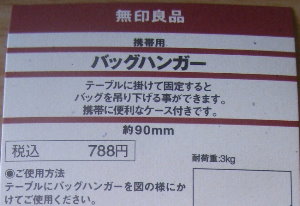 無印良品
携帯用
バッグハンガー
テーブルに掛けて固定すると
バッグを吊り下げる事ができます。
携帯に便利なケース付きです。
約90mm
税込 788円
耐荷重:3kg
◉ご使用方法
テーブルにバッグハンガーを図の様にか
けてご使用ください。